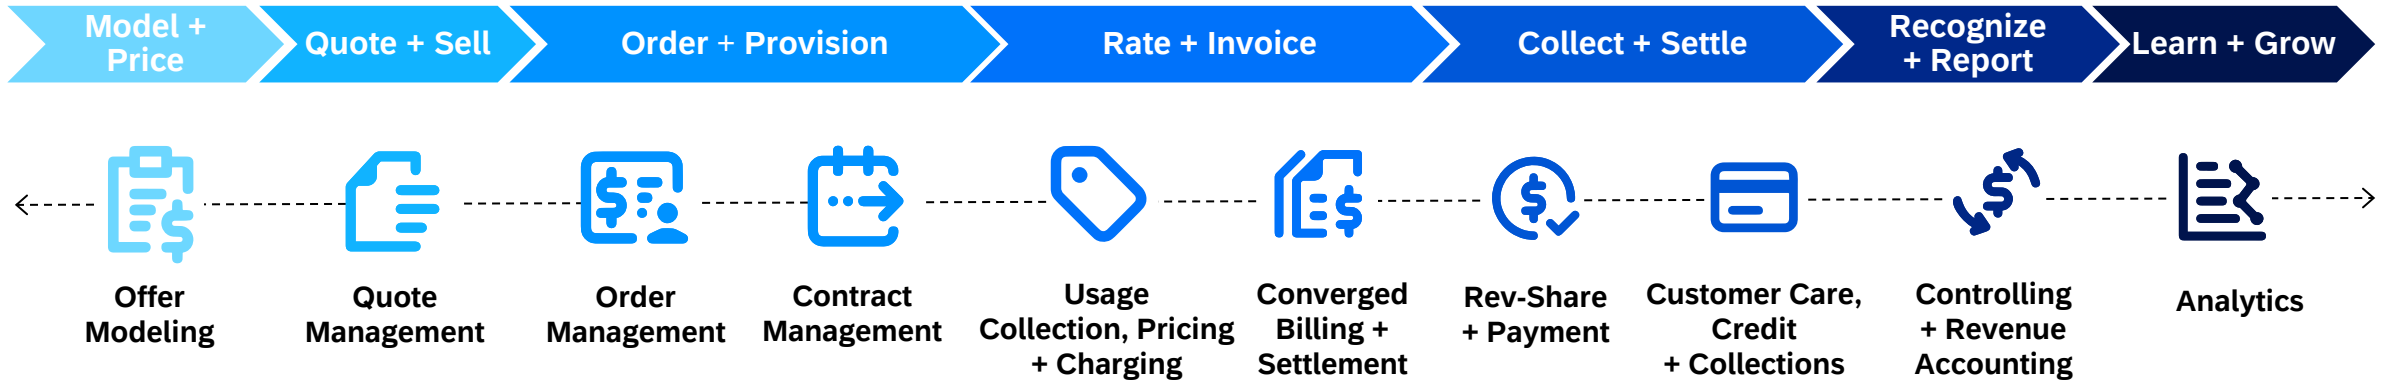 Model +
Price
Quote + Sell
Order + Provision
Rate + Invoice
Collect + Settle
Recognize
+ Report
Learn + Grow
Offer
Modeling
Quote
Management
Order
Management
Contract
Management
Usage
Collection, Pricing
+ Charging
Converged
Billing +
Settlement
Rev-Share
+ Payment
Customer Care,
Credit
+ Collections
Controlling
+ Revenue
Accounting
Analytics